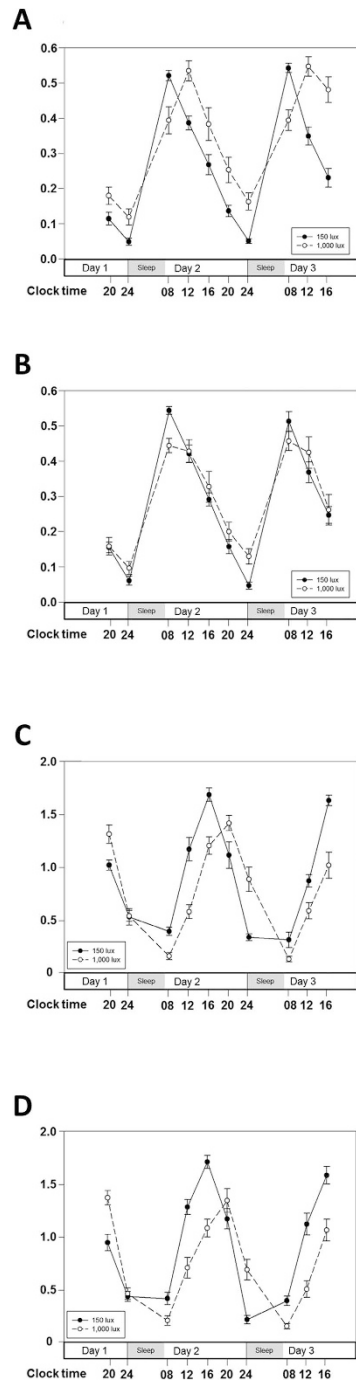 A
0.6
0.5
0.4
0.3
0.2
0.1
0.0
150 lux
1,000 lux
Day 1 Sleep Day 2 Sleep Day 3
Clock time 20 24 08 12 16 20 24 08 12 16
B
0.6
0.5
0.4
0.3
0.2
0.1
0.0
150 lux
1,000 lux
Day 1 Sleep Day 2 Sleep Day 3
Clock time 20 24 08 12 16 20 24 08 12 16
C
2.0
1.5
1.0
0.5
0
150 lux
1,000 lux
Day 1 Sleep Day 2 Sleep Day 3
Clock time 20 24 08 12 16 20 24 08 12 16
D
2.0
1.5
1.0
0.5
0
150 lux
1,000 lux
Day 1 Sleep Day 2 Sleep Day 3
Clock time 20 24 08 12 16 20 24 08 12 16